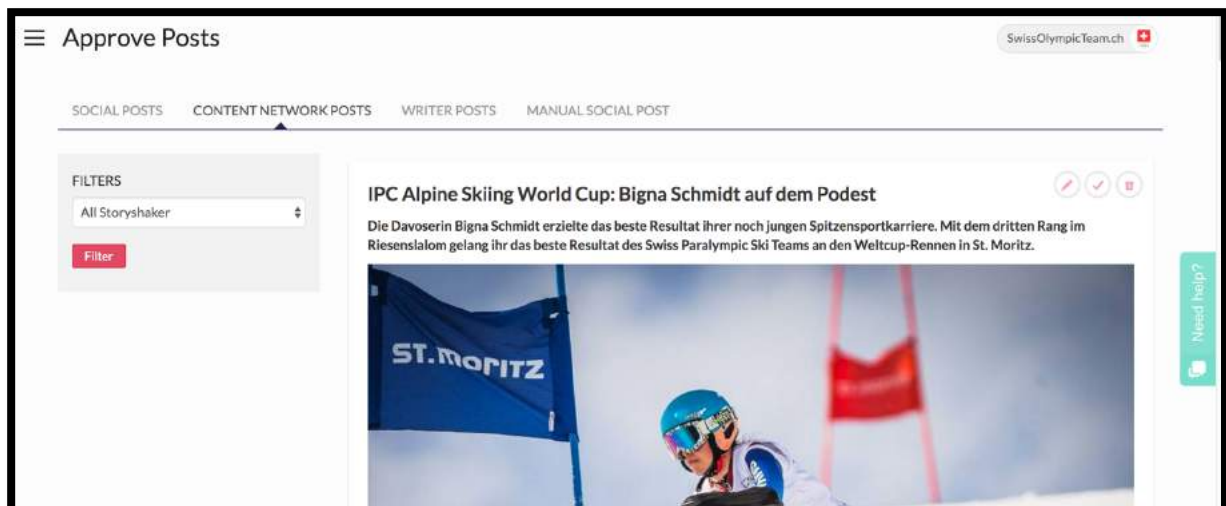 Approve Posts
SwissOlympicTeam.ch
SOCIAL POSTS
CONTENT NETWORK POSTS
WRITER POSTS
MANUAL SOCIAL POST
FILTERS
All Storyshaker
Filter
IPC Alpine Skiing World Cup: Bigna Schmidt auf dem Podest
Die Davoserin Bigna Schmidt erzielte das beste Resultat ihrer noch jungen Spitzensportkarriere. Mit dem dritten Rang im
Riesenslalom gelang ihr das beste Resultat des Swiss Paralympic Ski Teams an den Weltcup-Rennen in St. Moritz.
ST.MORITZ
Need help?